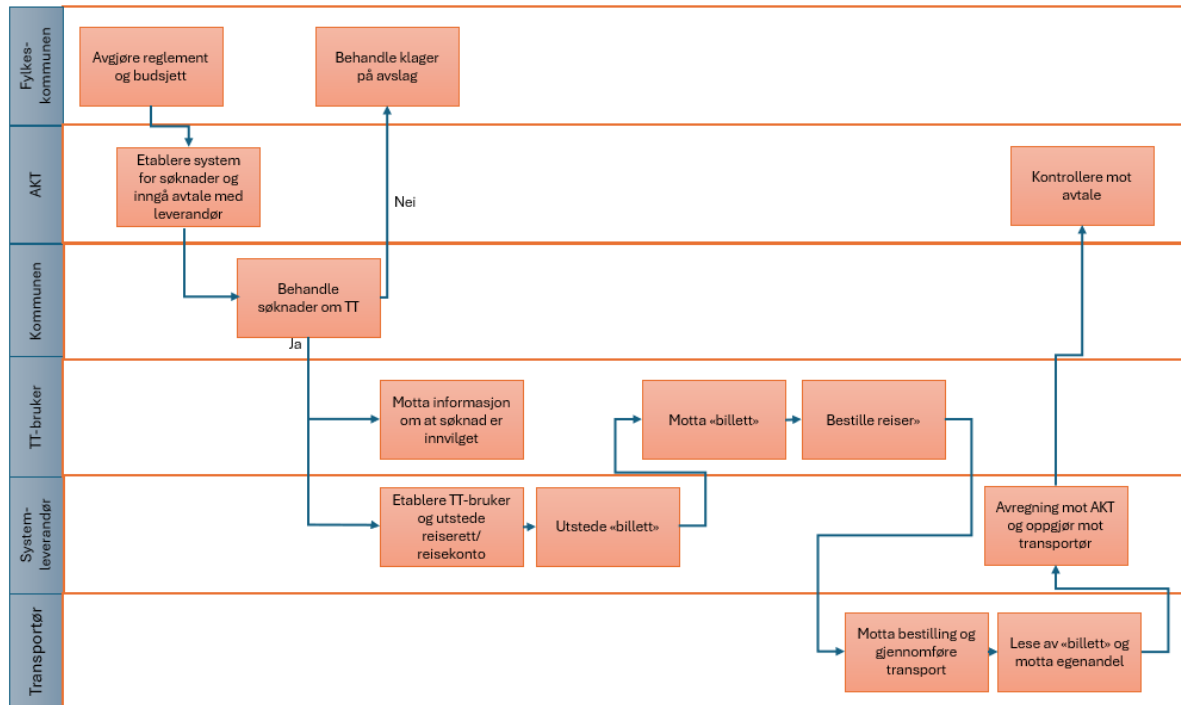 Fylkes-
kommunen
Avgjøre reglement
og budsjett
Behandle klager
på avslag
AKT
Etablere system
for søknader og
inngå avtale med
leverandør
Nei
Kontrollere mot
avtale
Kommunen
Behandle
søknader om TT
Ja
TT-bruker
Motta informasjon
om at søknad er
innvilget
Motta «billett»
Bestille reiser»
System-
leverandør
Etablere TT-bruker
og utstede
reiserett/
reisekonto
Utstede «billett»
Avregning mot AKT
og oppgjør mot
transportør
Transportør
Motta bestilling og
gjennomføre
transport
Lese av «billett» og
motta egenandel